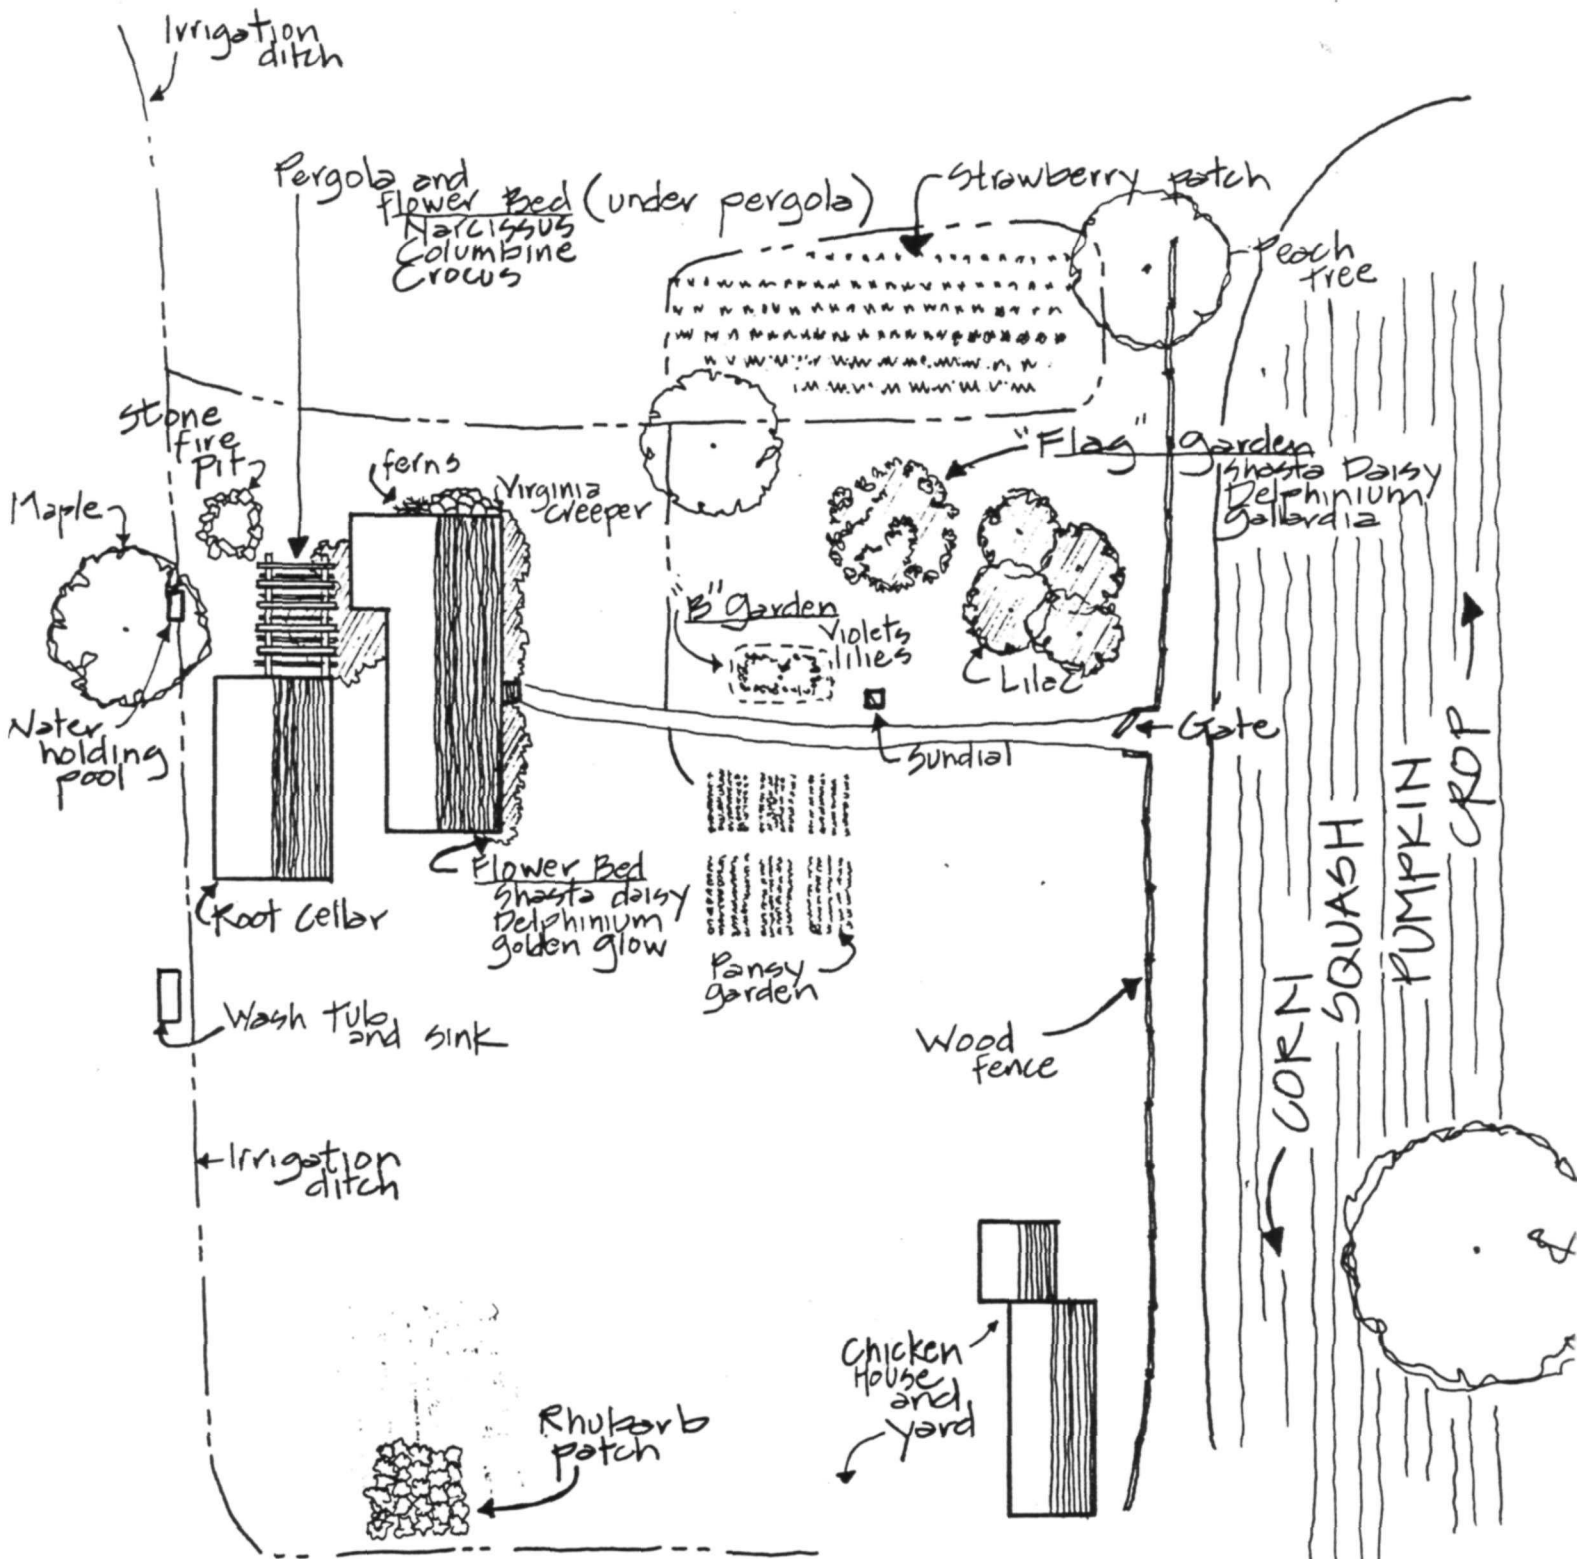 Irrigation
ditch
Pergola and
Flower Bed (under pergola)
Narcissus
Columbine
Crocus
Strawberry patch
Peach
tree
Stone
fire
pit
ferns
Virginia
creeper
"Flag" garden
Shasta Daisy
Delphinium
Gallardia
Maple
"B" Garden
Violets
lilies
Lilac
Water
holding
pool
Gate
Sundial
Flower Bed
Shasta daisy
Delphinium
golden glow
Root Cellar
Pansy
garden
Wash tub
and sink
Wood
fence
CORN
SQUASH
PUMPKIN
CROP
Irrigation
ditch
Chicken
House
and
yard
Rhubarb
patch